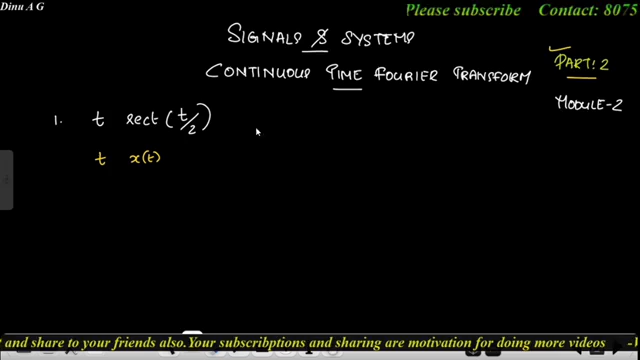 Dinu A G
Please subscribe Contact: 8075
SIGNALS & SYSTEMS
PART: 2
CONTINUOUS TIME FOURIER TRANSFORM
MODULE-2
1. t rect (t/2)
t x(t)
and share to your friends also.Your subscribptions and sharing are motivation for doing more videos